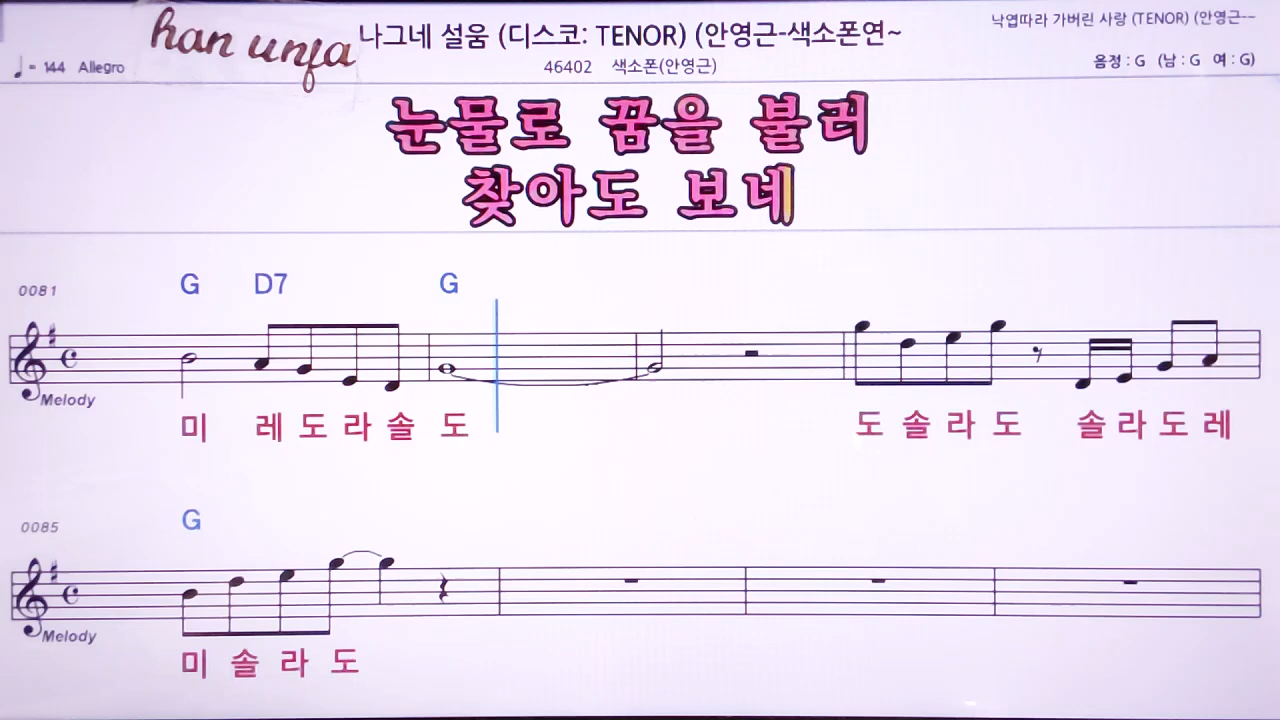 han unja
나그네 설움 (디스코: TENOR) (안영근-색소폰연~
낙엽따라 가버린 사랑 (TENOR) (안영근-–
♩= 144 Allegro
46402 색소폰(안영근)
음정 : G (남 : G 여 : G)
눈물로 꿈을 불러
찾아도 보네
G D7 G
0081
Melody
미 레 도 라 솔 도 도 솔 라 도 솔 라 도 레
G
0085
Melody
미 솔 라 도